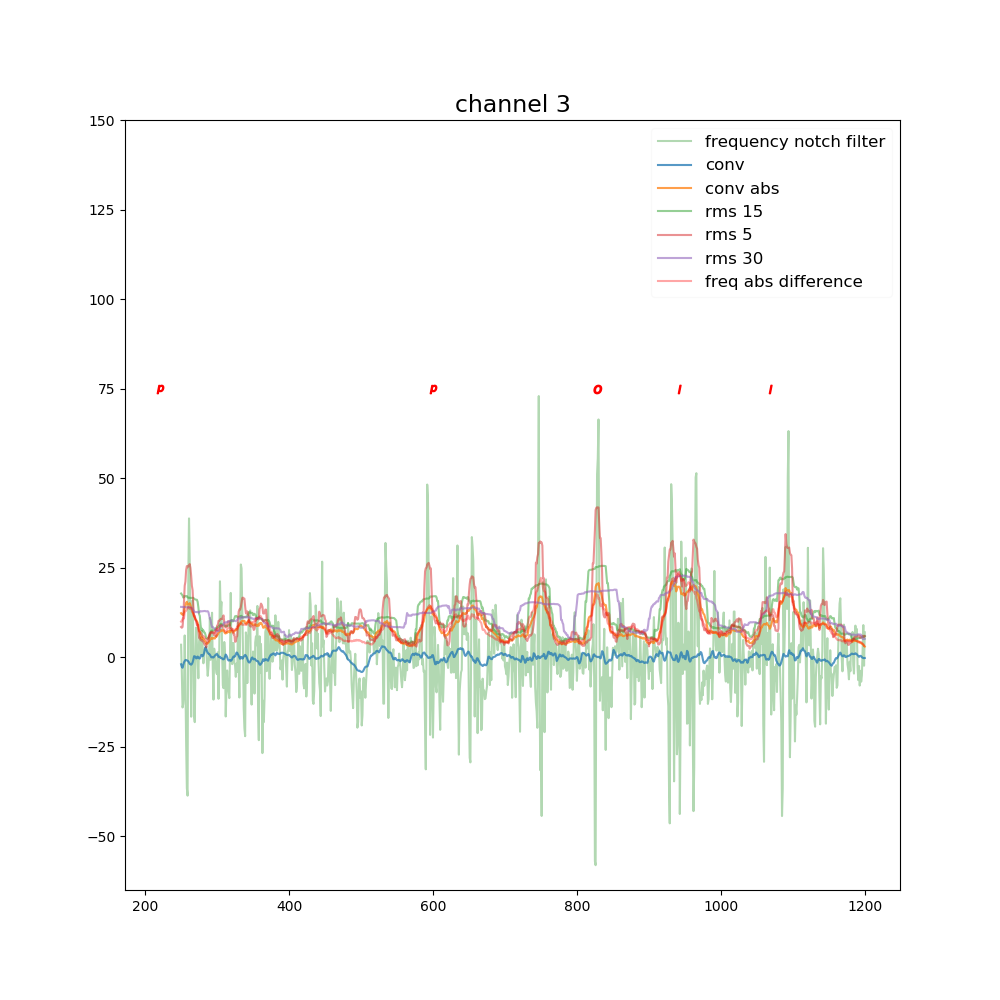 channel 3
150
125
100
75
50
25
0
−25
−50
200 400 600 800 1000 1200
frequency notch filter
conv
conv abs
rms 15
rms 5
rms 30
freq abs difference
P P O I I